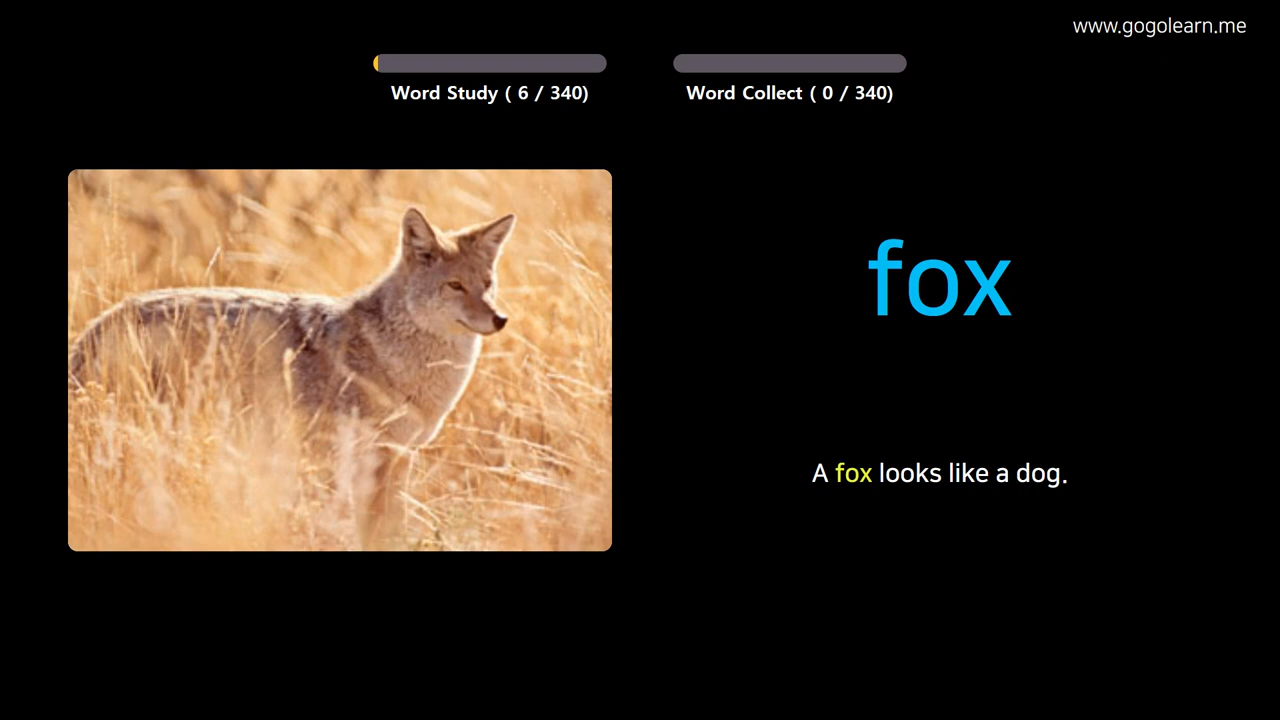 www.gogolearn.me
Word Study ( 6 / 340)
Word Collect ( 0 / 340)
fox
A fox looks like a dog.